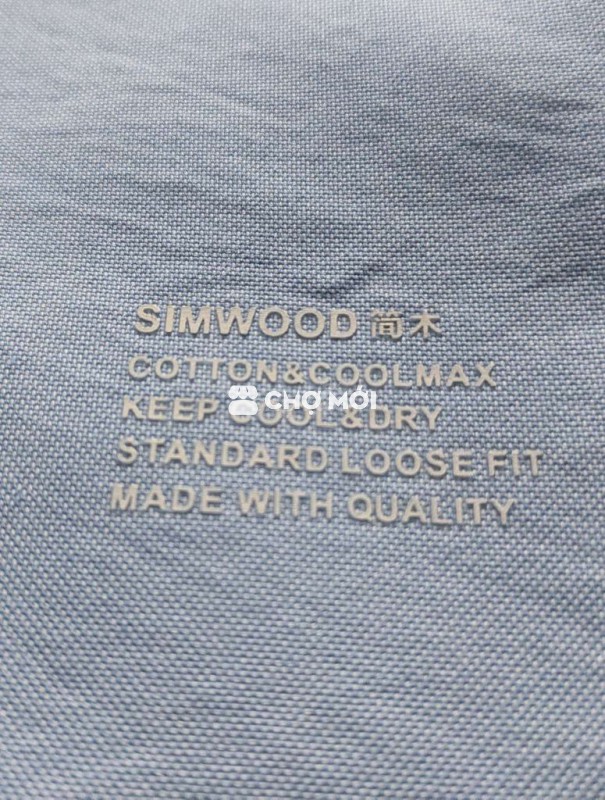 SIMWOOD 简木
COTTON&COOLMAX
KEEP COOL&DRY
CHỢ MỚI
STANDARD LOOSE FIT
MADE WITH QUALITY